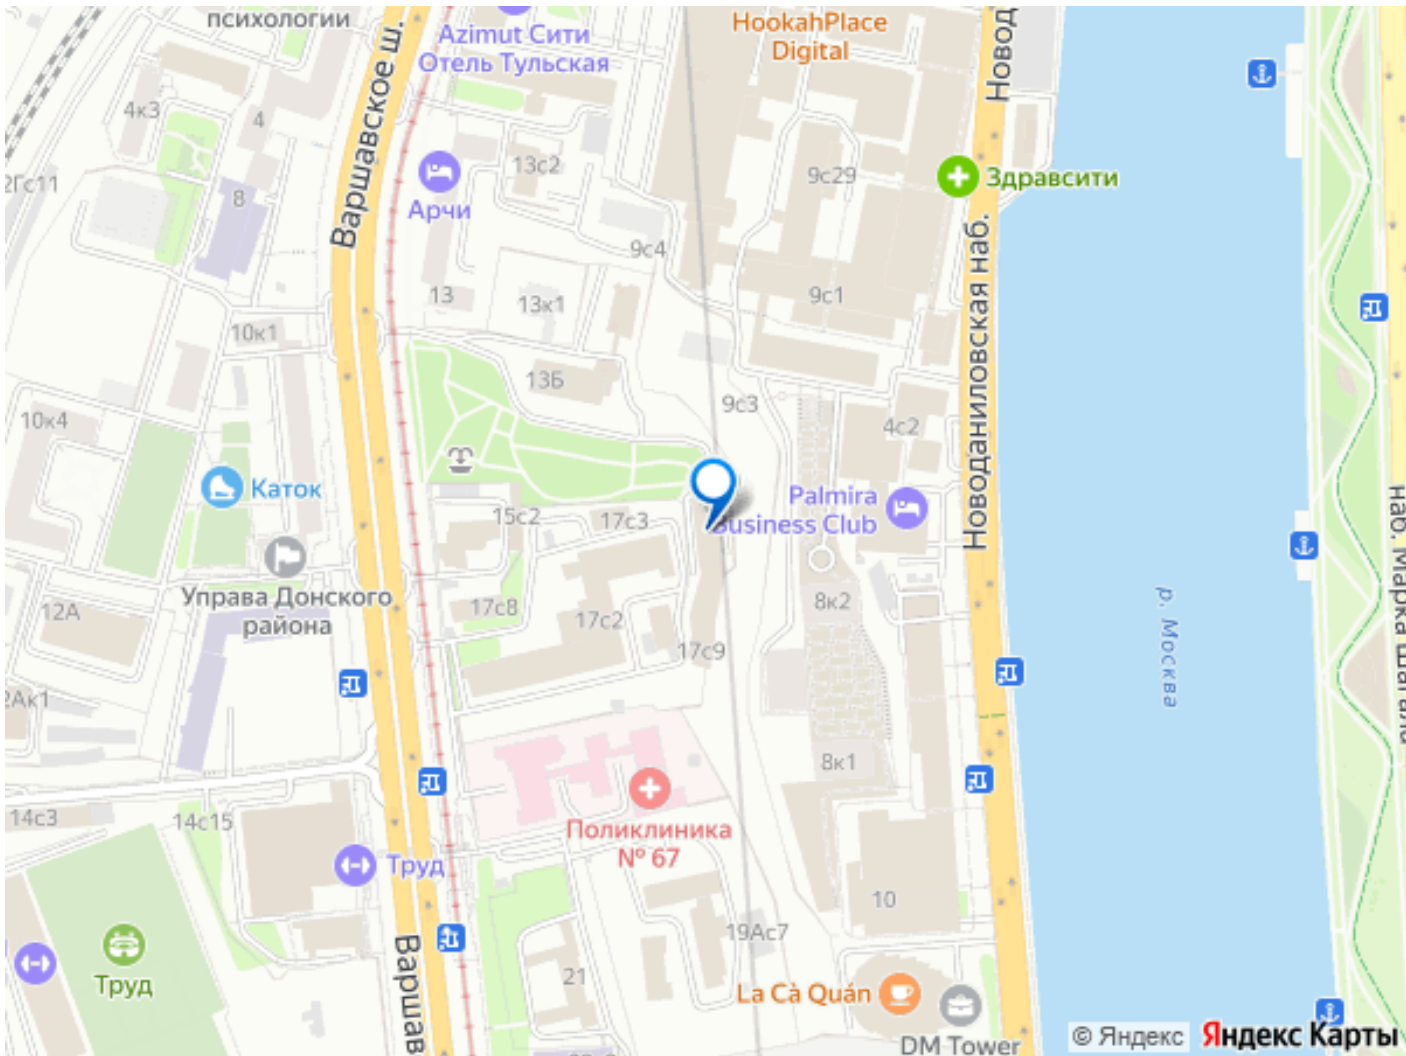 психологии
Варшавское ш.
Azimut Сити
Отель Тульская
HookahPlace
Digital
Новод
4к3
4
2Гс11
8
Арчи
13с2
9с29
Здравсити
9с4
Новоданиловская наб.
13
13к1
9с1
10к1
13Б
9с3
10к4
4с2
Каток
15с2
17с3
Palmira
Business Club
наб. Марка Шагала
Управа Донского
района
12А
17с8
17с2
8к2
р. Москва
17с9
2Ак1
8к1
14с3
14с15
Поликлиника
№ 67
Труд
10
19Ас7
Варшав
Труд
21
La Cà Quán
DM Tower
© Яндекс
Яндекс Карты